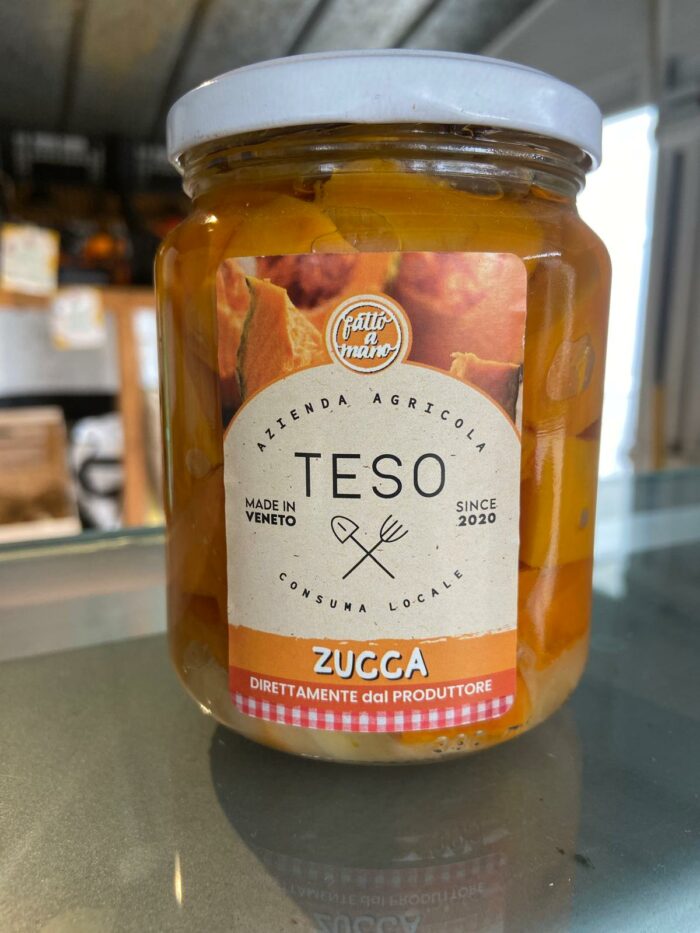 fatto
a
mano
AZIENDA AGRICOLA
TESO
MADE IN
VENETO
SINCE
2020
CONSUMA LOCALE
ZUCCA
DIRETTAMENTE dal PRODUTTORE